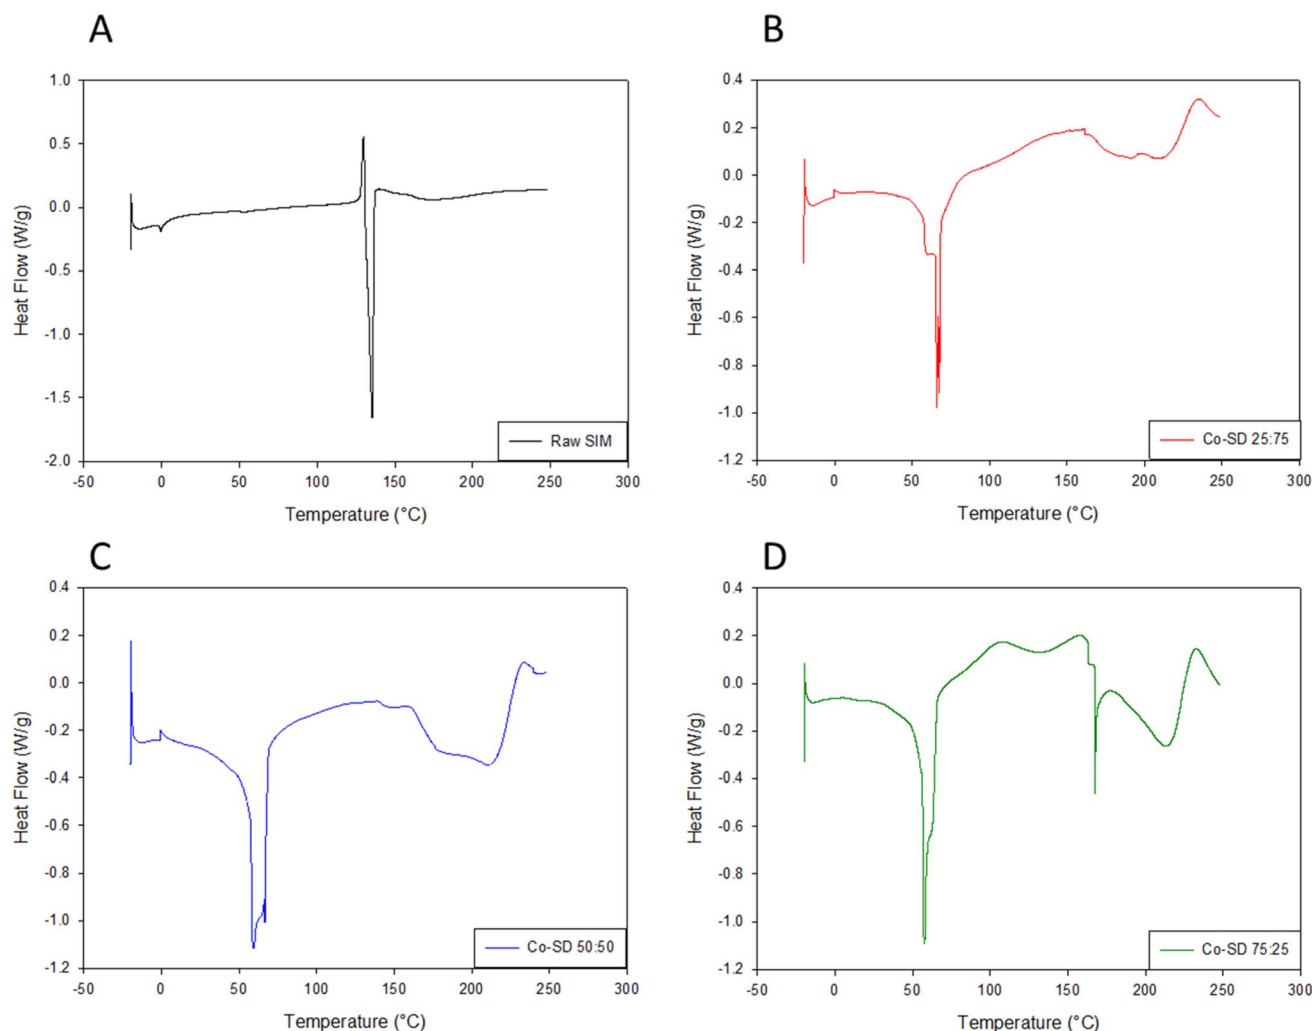 A
1.0
0.5
0.0
-0.5
-1.0
-1.5
-2.0
Heat Flow (W/g)
-50 0 50 100 150 200 250 300
Temperature (°C)
Raw SIM
B
0.4
0.2
0.0
-0.2
-0.4
-0.6
-0.8
-1.0
-1.2
Heat Flow (W/g)
-50 0 50 100 150 200 250 300
Temperature (°C)
Co-SD 25:75
C
0.4
0.2
0.0
-0.2
-0.4
-0.6
-0.8
-1.0
-1.2
Heat Flow (W/g)
-50 0 50 100 150 200 250 300
Temperature (°C)
Co-SD 50:50
D
0.4
0.2
0.0
-0.2
-0.4
-0.6
-0.8
-1.0
-1.2
Heat Flow (W/g)
-50 0 50 100 150 200 250 300
Temperature (°C)
Co-SD 75:25